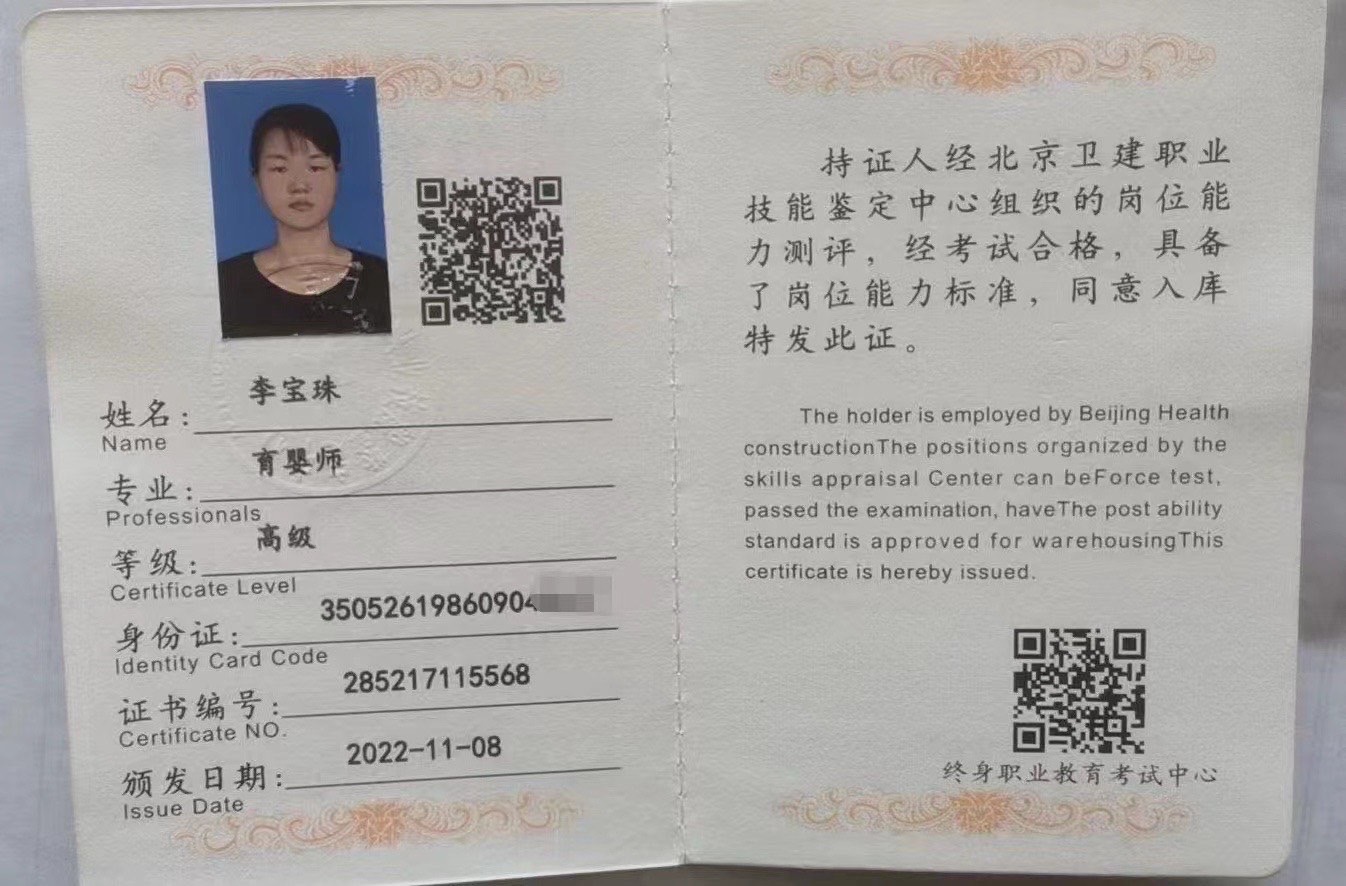 李宝珠
姓名：
Name
育婴师
专业：
Professionals
高级
等级：
Certificate Level
35052619860904
身份证：
Identity Card Code
285217115568
证书编号：
Certificate NO.
2022-11-08
颁发日期：
Issue Date
持证人经北京卫建职业
技能鉴定中心组织的岗位能
力测评，经考试合格，具备
了岗位能力标准，同意入库
特发此证。
The holder is employed by Beijing Health
constructionThe positions organized by the
skills appraisal Center can beForce test,
passed the examination, haveThe post ability
standard is approved for warehousingThis
certificate is hereby issued.
终身职业教育考试中心